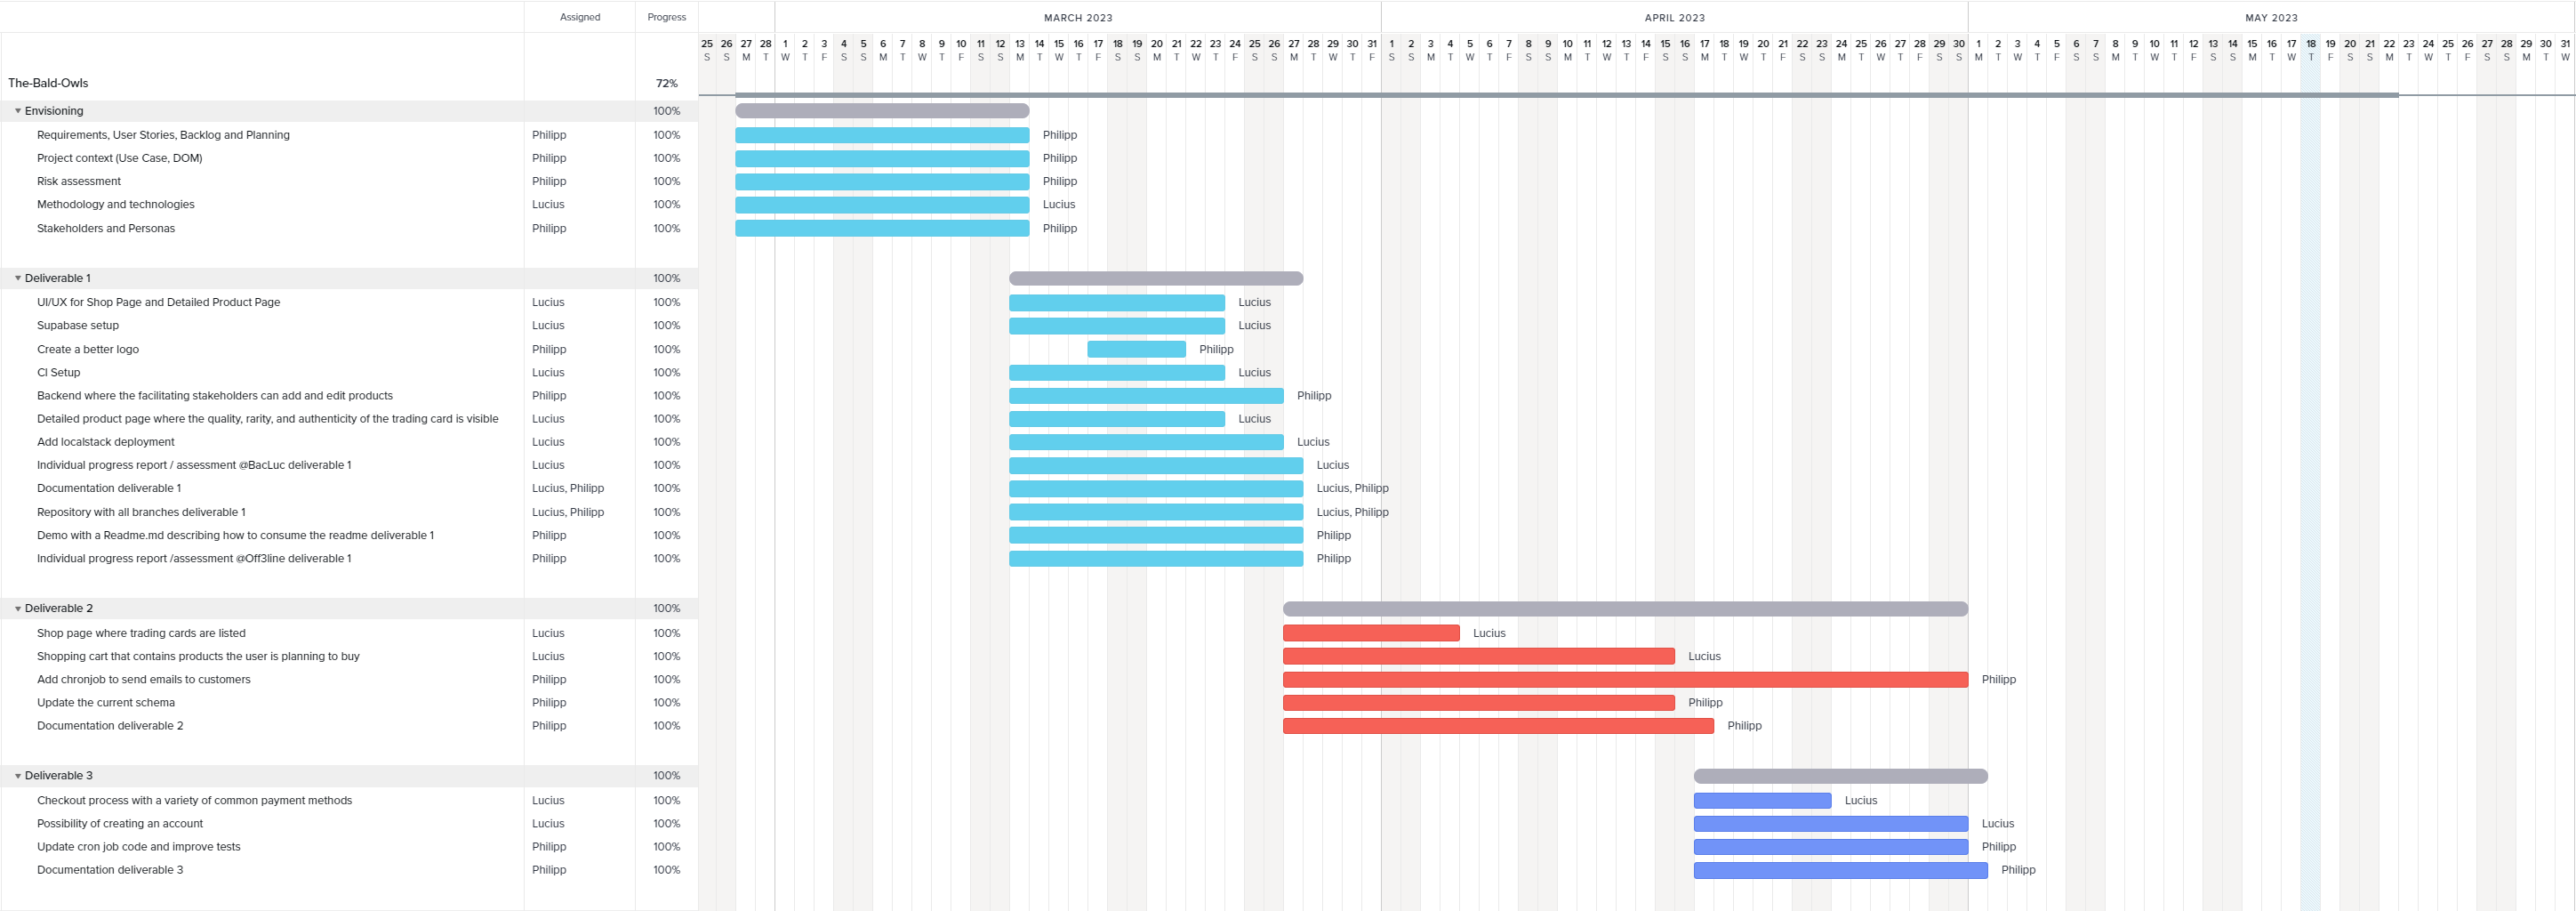 Assigned Progress MARCH 2023 APRIL 2023 MAY 2023
25 26 27 28 1 2 3 4 5 6 7 8 9 10 11 12 13 14 15 16 17 18 19 20 21 22 23 24 25 26 27 28 29 30 31 1 2 3 4 5 6 7 8 9 10 11 12 13 14 15 16 17 18 19 20 21 22 23 24 25 26 27 28 29 30 1 2 3 4 5 6 7 8 9 10 11 12 13 14 15 16 17 18 19 20 21 22 23 24 25 26 27 28 29 30 31
S S M T W T F S S M T W T F S S M T W T F S S M T W T F S S M T W T F S S M T W T F S S M T W T F S S M T W T F S S M T W T F S S M T W T F S S M T W T F S S M T W T F S S M T W T F S S M T W
The-Bald-Owls 72%
Envisioning 100%
Requirements, User Stories, Backlog and Planning Philipp 100% Philipp
Project context (Use Case, DOM) Philipp 100% Philipp
Risk assessment Philipp 100% Philipp
Methodology and technologies Lucius 100% Lucius
Stakeholders and Personas Philipp 100% Philipp
Deliverable 1 100%
UI/UX for Shop Page and Detailed Product Page Lucius 100% Lucius
Supabase setup Lucius 100% Lucius
Create a better logo Philipp 100% Philipp
CI Setup Lucius 100% Lucius
Backend where the facilitating stakeholders can add and edit products Philipp 100% Philipp
Detailed product page where the quality, rarity, and authenticity of the trading card is visible Lucius 100% Lucius
Add localstack deployment Lucius 100% Lucius
Individual progress report / assessment @BacLuc deliverable 1 Lucius 100% Lucius
Documentation deliverable 1 Lucius, Philipp 100% Lucius, Philipp
Repository with all branches deliverable 1 Lucius, Philipp 100% Lucius, Philipp
Demo with a Readme.md describing how to consume the readme deliverable 1 Philipp 100% Philipp
Individual progress report /assessment @Off3line deliverable 1 Philipp 100% Philipp
Deliverable 2 100%
Shop page where trading cards are listed Lucius 100% Lucius
Shopping cart that contains products the user is planning to buy Lucius 100% Lucius
Add chronjob to send emails to customers Philipp 100% Philipp
Update the current schema Philipp 100% Philipp
Documentation deliverable 2 Philipp 100% Philipp
Deliverable 3 100%
Checkout process with a variety of common payment methods Lucius 100% Lucius
Possibility of creating an account Lucius 100% Lucius
Update cron job code and improve tests Philipp 100% Philipp
Documentation deliverable 3 Philipp 100% Philipp